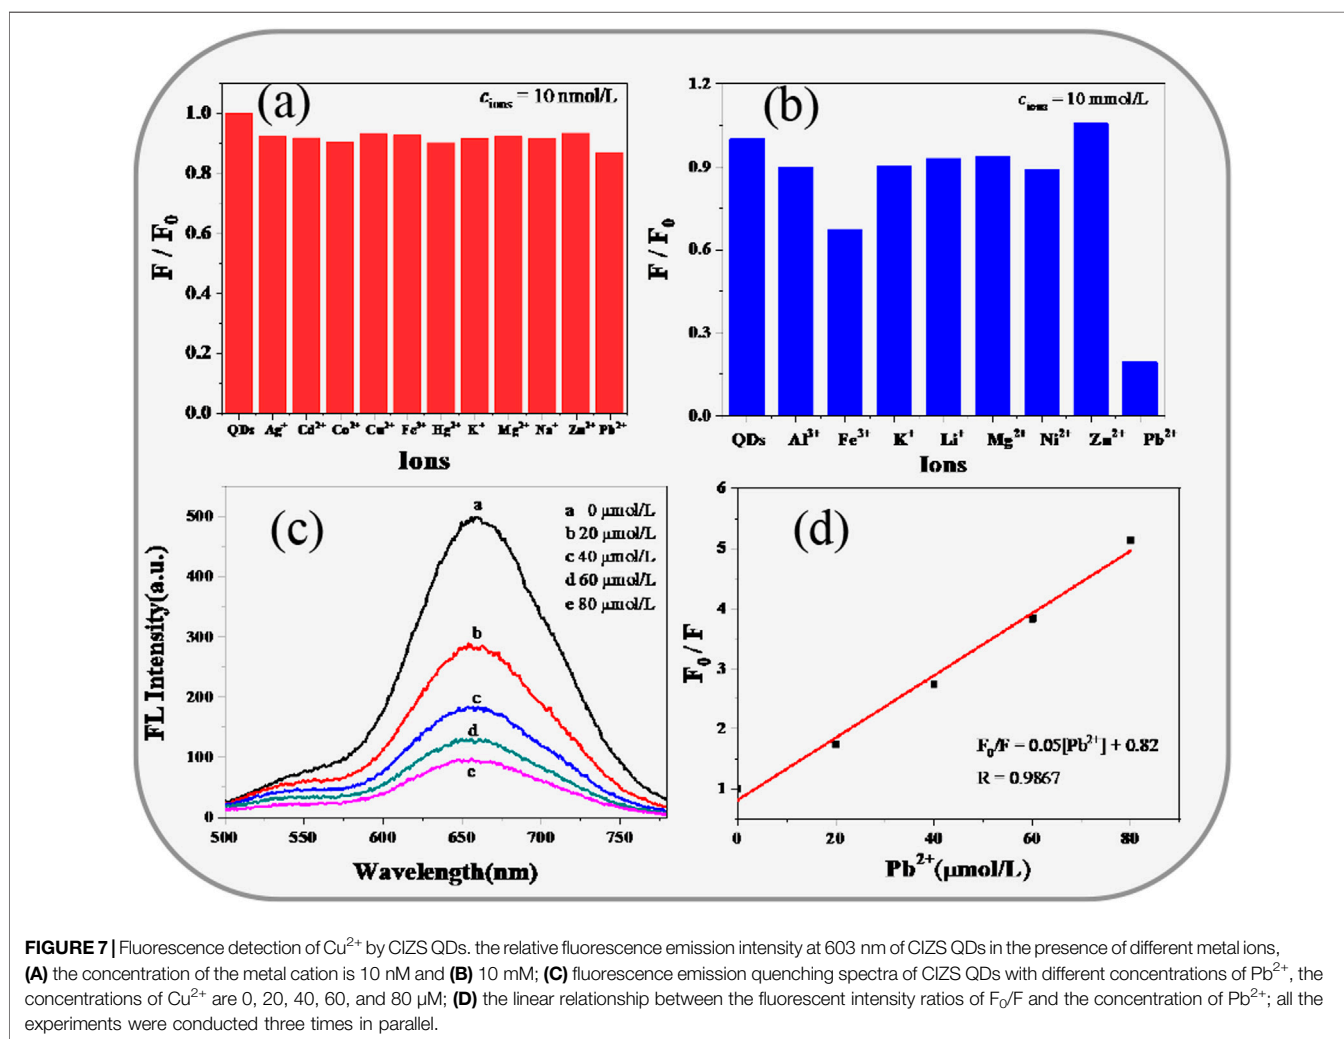 (a)
c_ions = 10 nmol/L
1.0
0.8
0.6
0.4
0.2
0.0
F / F₀
QDs Ag⁺ Cd²⁺ Co²⁺ Cu²⁺ Fe³⁺ Hg²⁺ K⁺ Mg²⁺ Na⁺ Zn²⁺ Pb²⁺
Ions
(b)
c_ions = 10 mmol/L
1.2
0.9
0.6
0.3
0.0
F / F₀
QDs Al³⁺ Fe³⁺ K⁺ Li⁺ Mg²⁺ Ni²⁺ Zn²⁺ Pb²⁺
Ions
(c)
a 0 µmol/L
b 20 µmol/L
c 40 µmol/L
d 60 µmol/L
e 80 µmol/L
a
b
c
d
e
500
400
300
200
100
0
FL Intensity(a.u.)
500 550 600 650 700 750
Wavelength(nm)
(d)
6
5
4
3
2
1
F₀ / F
F₀/F = 0.05[Pb²⁺] + 0.82
R = 0.9867
0 20 40 60 80
Pb²⁺(µmol/L)
FIGURE 7 | Fluorescence detection of Cu²⁺ by CIZS QDs. the relative fluorescence emission intensity at 603 nm of CIZS QDs in the presence of different metal ions,
(A) the concentration of the metal cation is 10 nM and (B) 10 mM; (C) fluorescence emission quenching spectra of CIZS QDs with different concentrations of Pb²⁺, the
concentrations of Cu²⁺ are 0, 20, 40, 60, and 80 µM; (D) the linear relationship between the fluorescent intensity ratios of F₀/F and the concentration of Pb²⁺; all the
experiments were conducted three times in parallel.